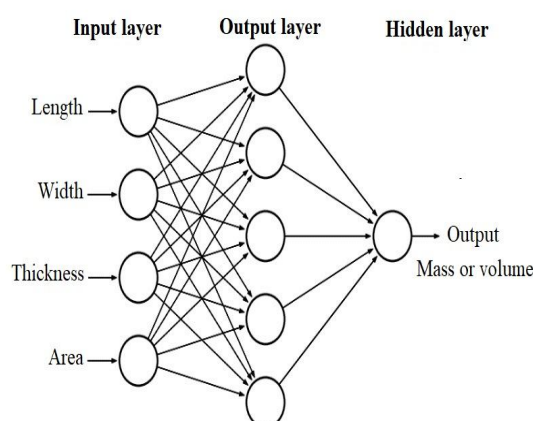 Input layer
Output layer
Hidden layer
Length
Width
Thickness
Area
Output
Mass or volume